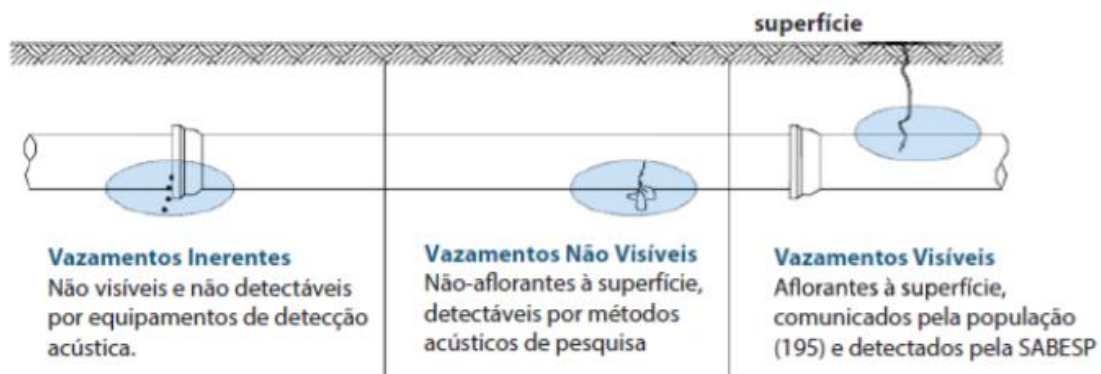 superfície
Vazamentos Inerentes
Não visíveis e não detectáveis
por equipamentos de detecção
acústica.
Vazamentos Não Visíveis
Não-aflorantes à superfície,
detectáveis por métodos
acústicos de pesquisa
Vazamentos Visíveis
Aflorantes à superfície,
comunicados pela população
(195) e detectados pela SABESP